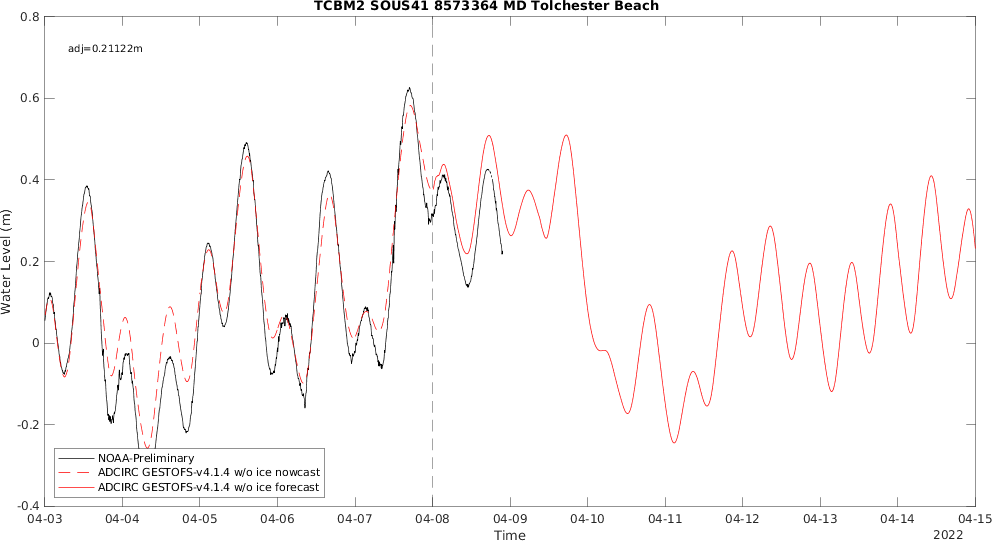 TCBM2 SOUS41 8573364 MD Tolchester Beach
adj=0.21122m
0.8
0.6
0.4
0.2
0
-0.2
-0.4
Water Level (m)
NOAA-Preliminary
ADCIRC GESTOFS-v4.1.4 w/o ice nowcast
ADCIRC GESTOFS-v4.1.4 w/o ice forecast
04-03 04-04 04-05 04-06 04-07 04-08 04-09 04-10 04-11 04-12 04-13 04-14 04-15
Time
2022